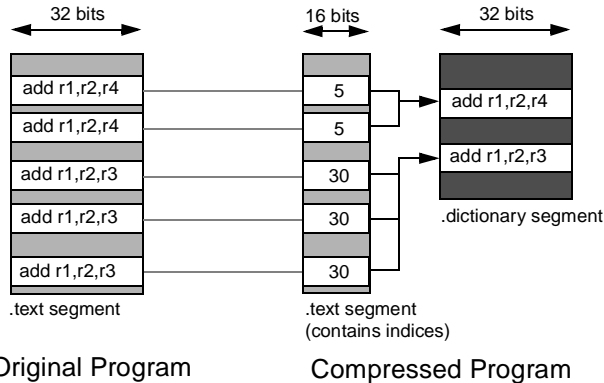 32 bits
16 bits
32 bits
add r1,r2,r4
add r1,r2,r4
add r1,r2,r3
add r1,r2,r3
add r1,r2,r3
.text segment
5
5
30
30
30
.text segment
(contains indices)
add r1,r2,r4
add r1,r2,r3
.dictionary segment
Original Program
Compressed Program